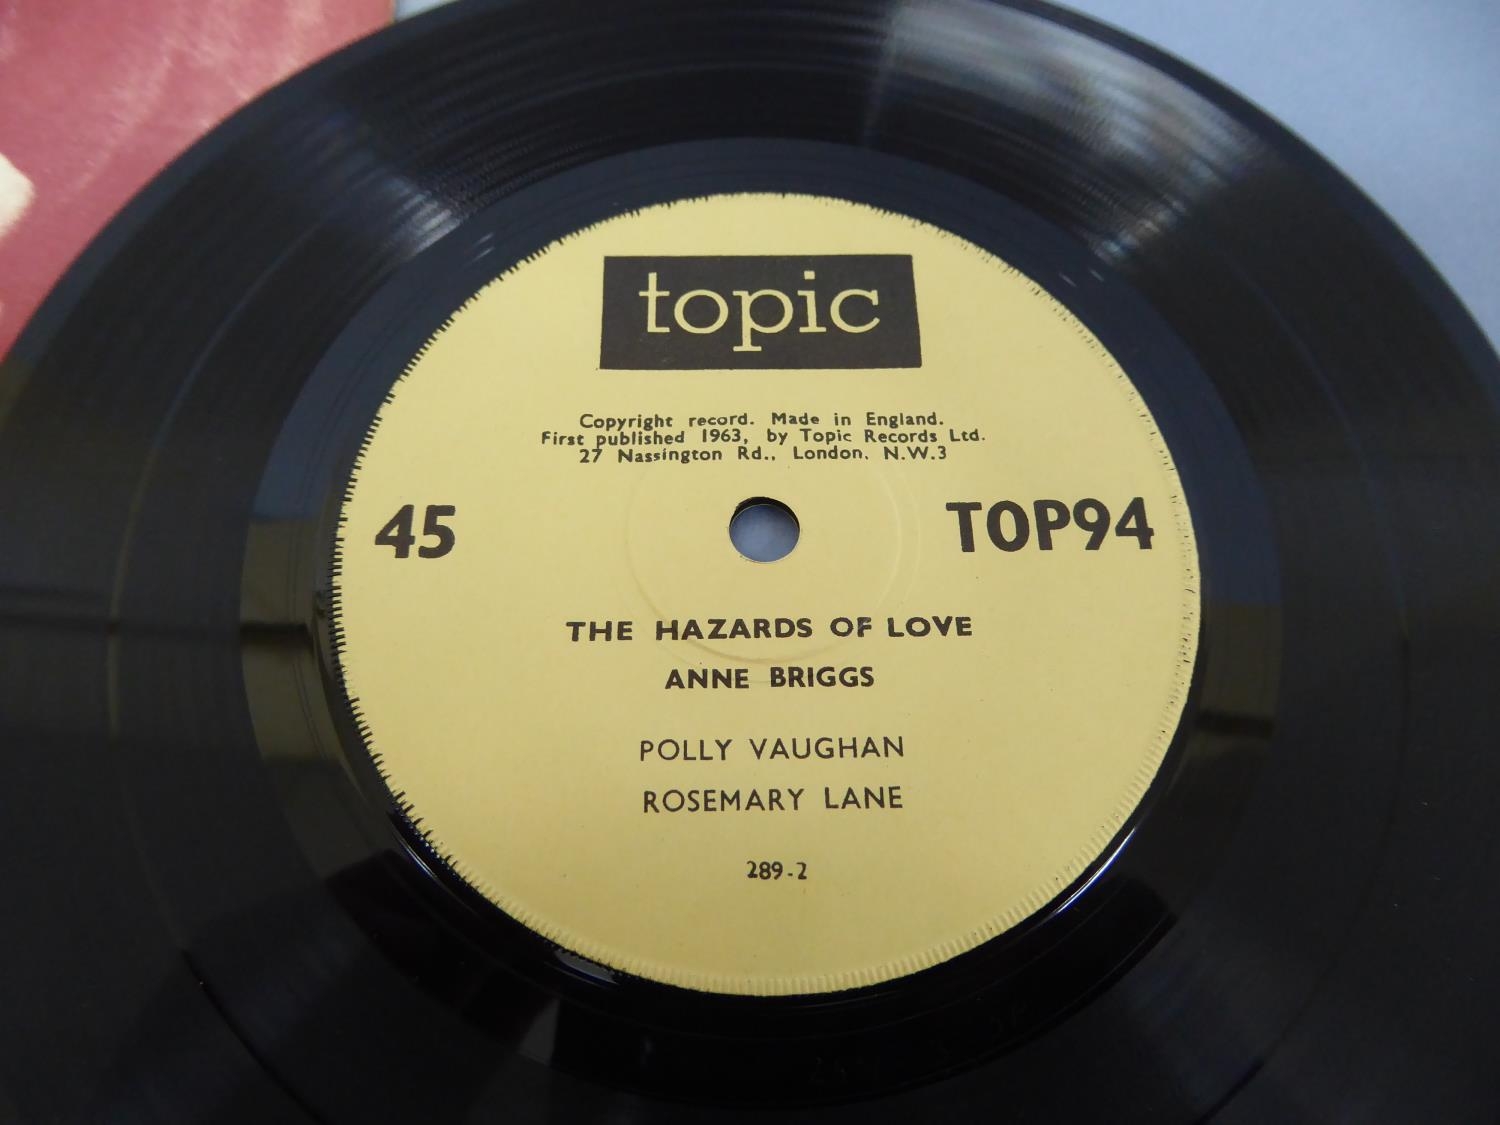 topic
Copyright record. Made in England.
First published 1963, by Topic Records Ltd.
27 Nassington Rd., London. N.W.3
45
TOP94
THE HAZARDS OF LOVE
ANNE BRIGGS
POLLY VAUGHAN
ROSEMARY LANE
289-2